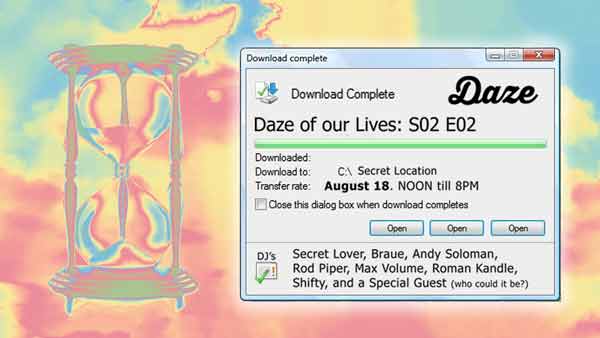 Download complete
Download Complete
Daze
Daze of our Lives: S02 E02
Downloaded:
Download to: C:\ Secret Location
Transfer rate: August 18. NOON till 8PM
Close this dialog box when download completes
Open Open Open
DJ's
Secret Lover, Braue, Andy Soloman,
Rod Piper, Max Volume, Roman Kandle,
Shifty, and a Special Guest (who could it be?)